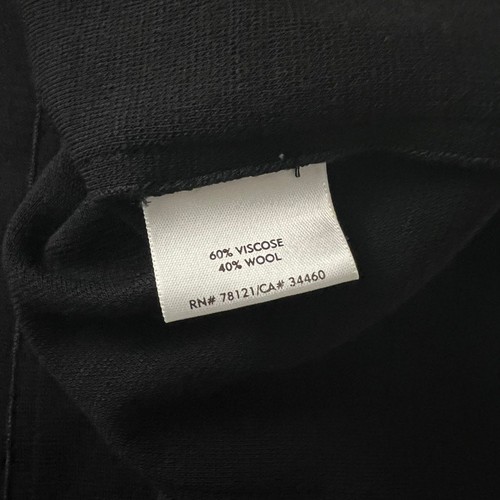 60% VISCOSE
40% WOOL
RN# 78121/CA# 34460